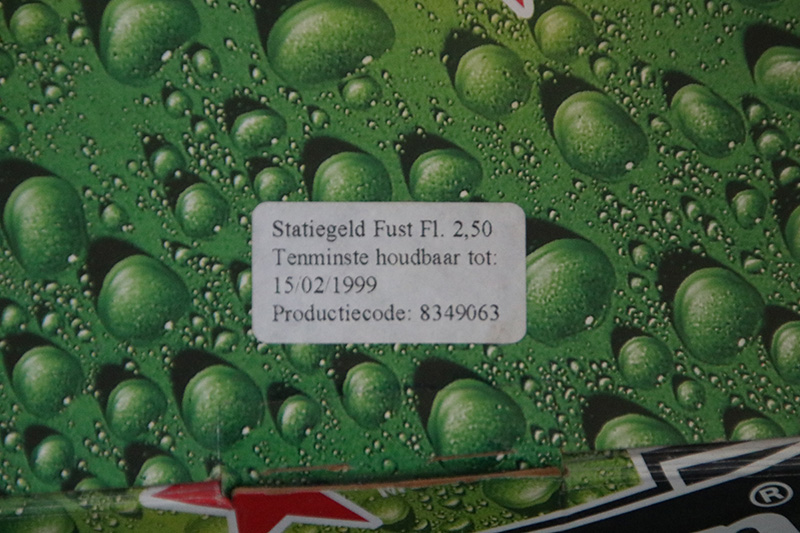 Statiegeld Fust Fl. 2,50
Tenminste houdbaar tot:
15/02/1999
Productiecode: 8349063
®